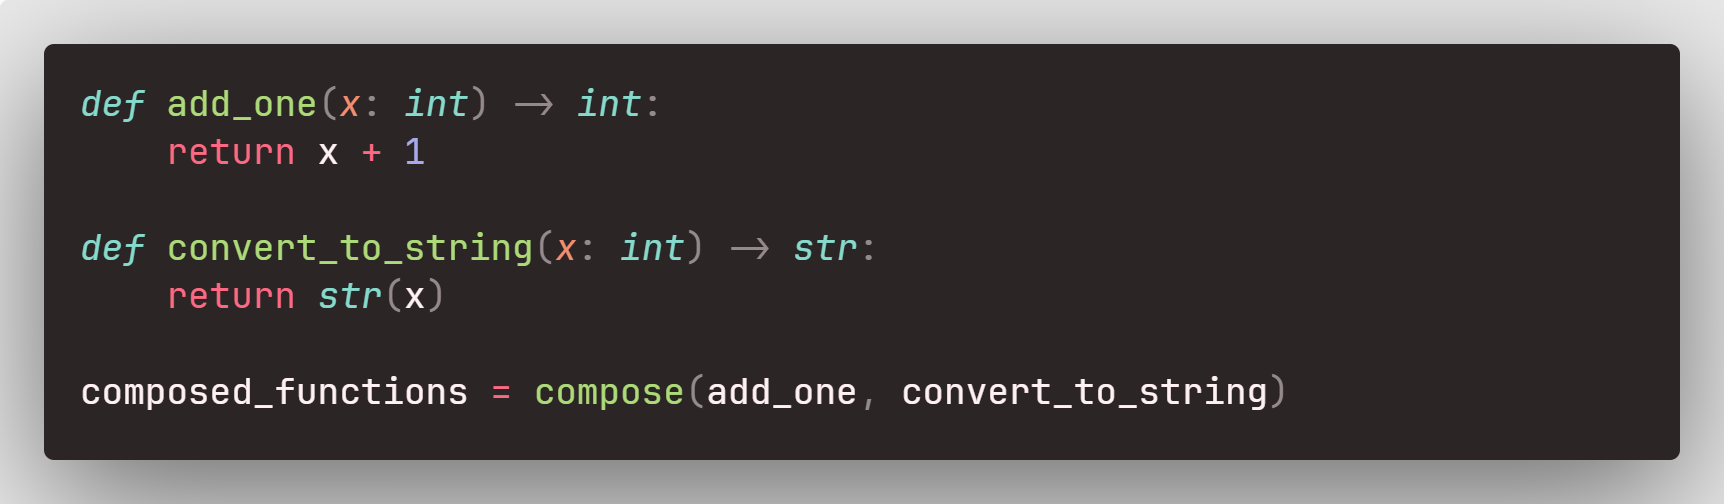 def add_one(x: int) -> int:
    return x + 1
def convert_to_string(x: int) -> str:
    return str(x)
composed_functions = compose(add_one, convert_to_string)